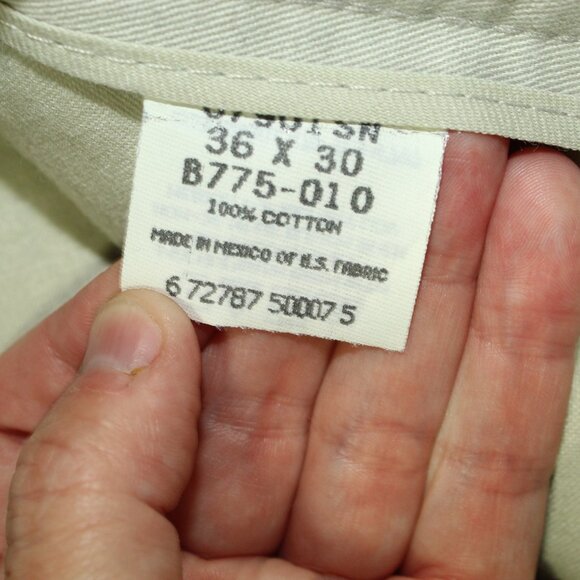 36 X 30
B775-010
100% COTTON
MADE IN MEXICO OF U.S. FABRIC
6 72787 50007 5